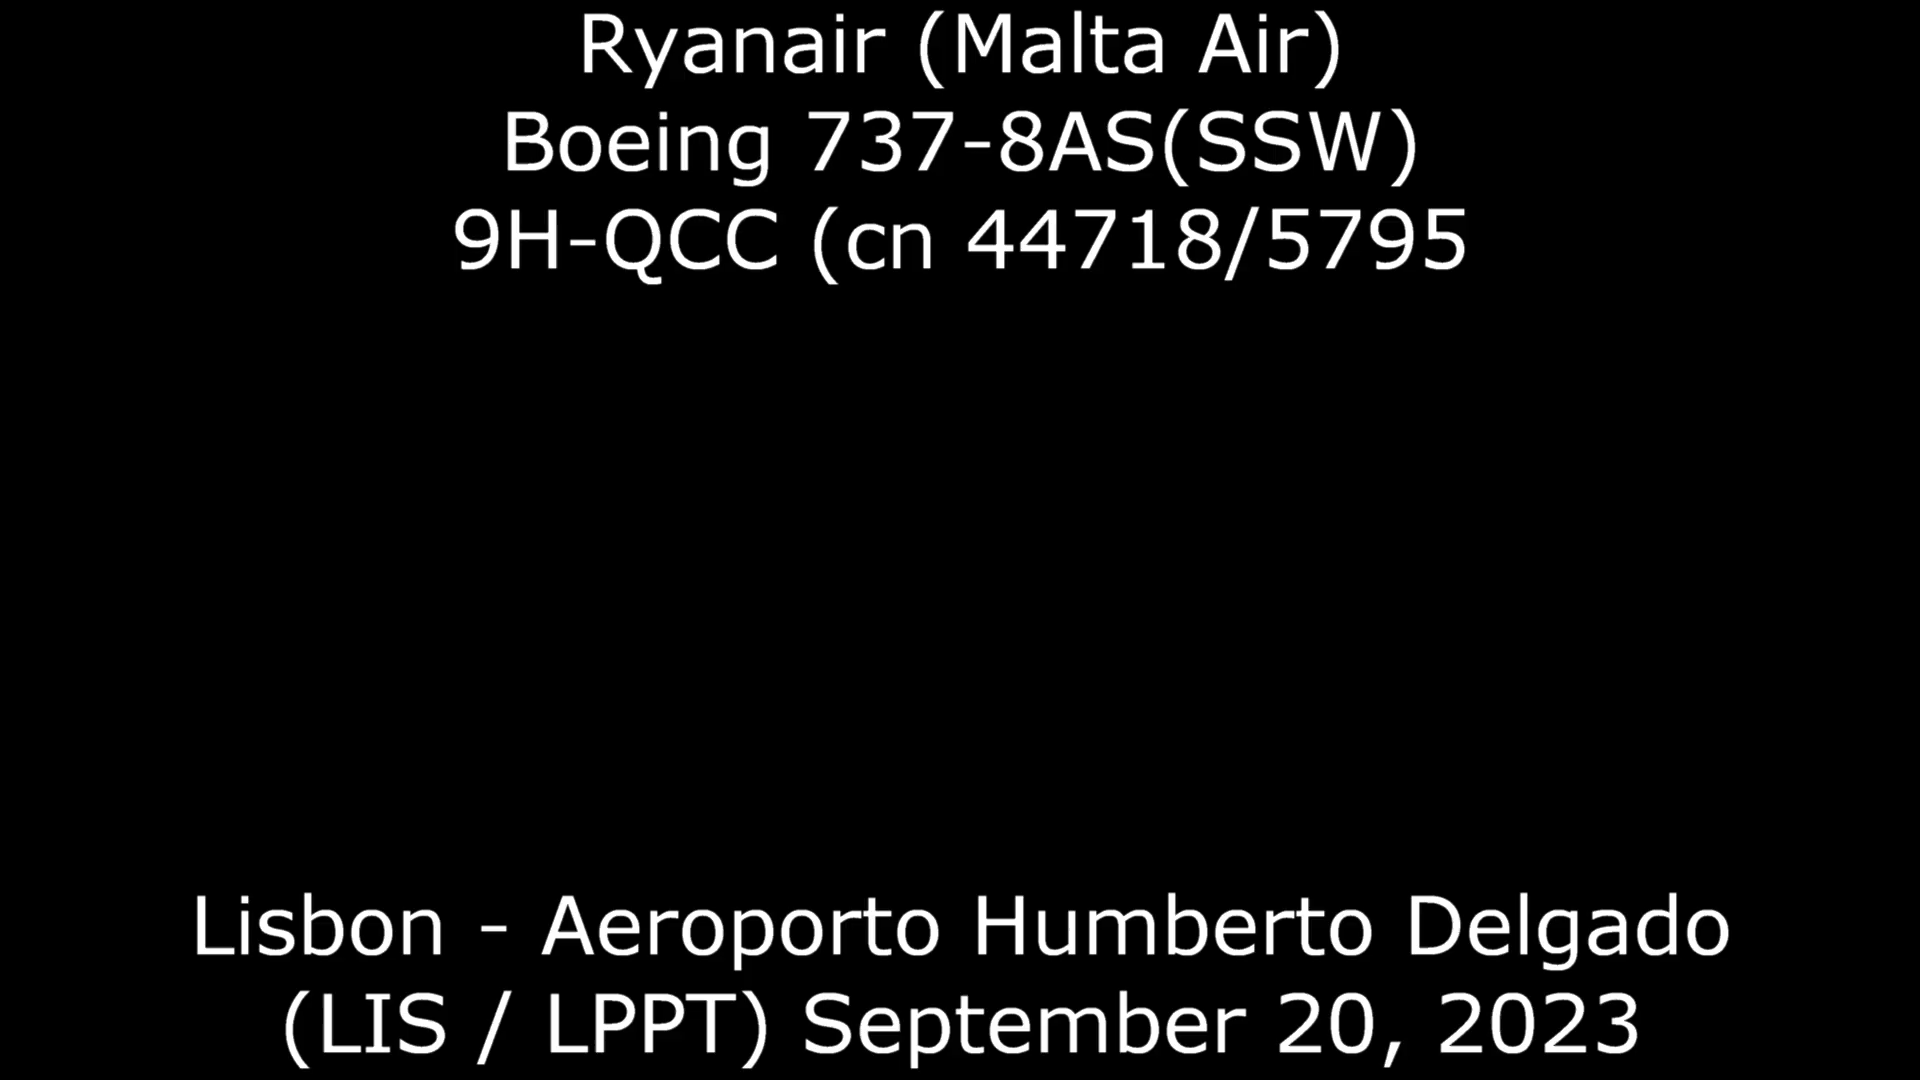 Ryanair (Malta Air)
Boeing 737-8AS(SSW)
9H-QCC (cn 44718/5795
Lisbon - Aeroporto Humberto Delgado
(LIS / LPPT) September 20, 2023